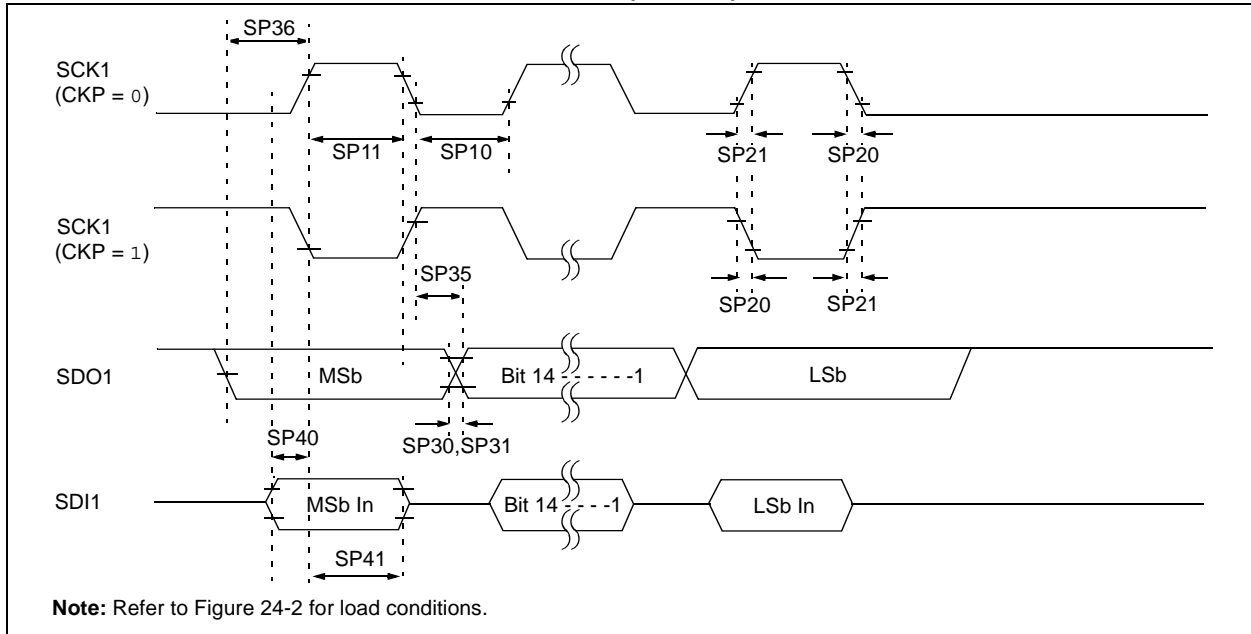 SP36
SCK1
(CKP = 0)
SP11
SP10
SP21
SP20
SCK1
(CKP = 1)
SP35
SP20
SP21
SDO1
MSb
Bit 14 - - - - - -1
LSb
SP40
SP30,SP31
SDI1
MSb In
Bit 14 - - - -1
LSb In
SP41
Note: Refer to Figure 24-2 for load conditions.